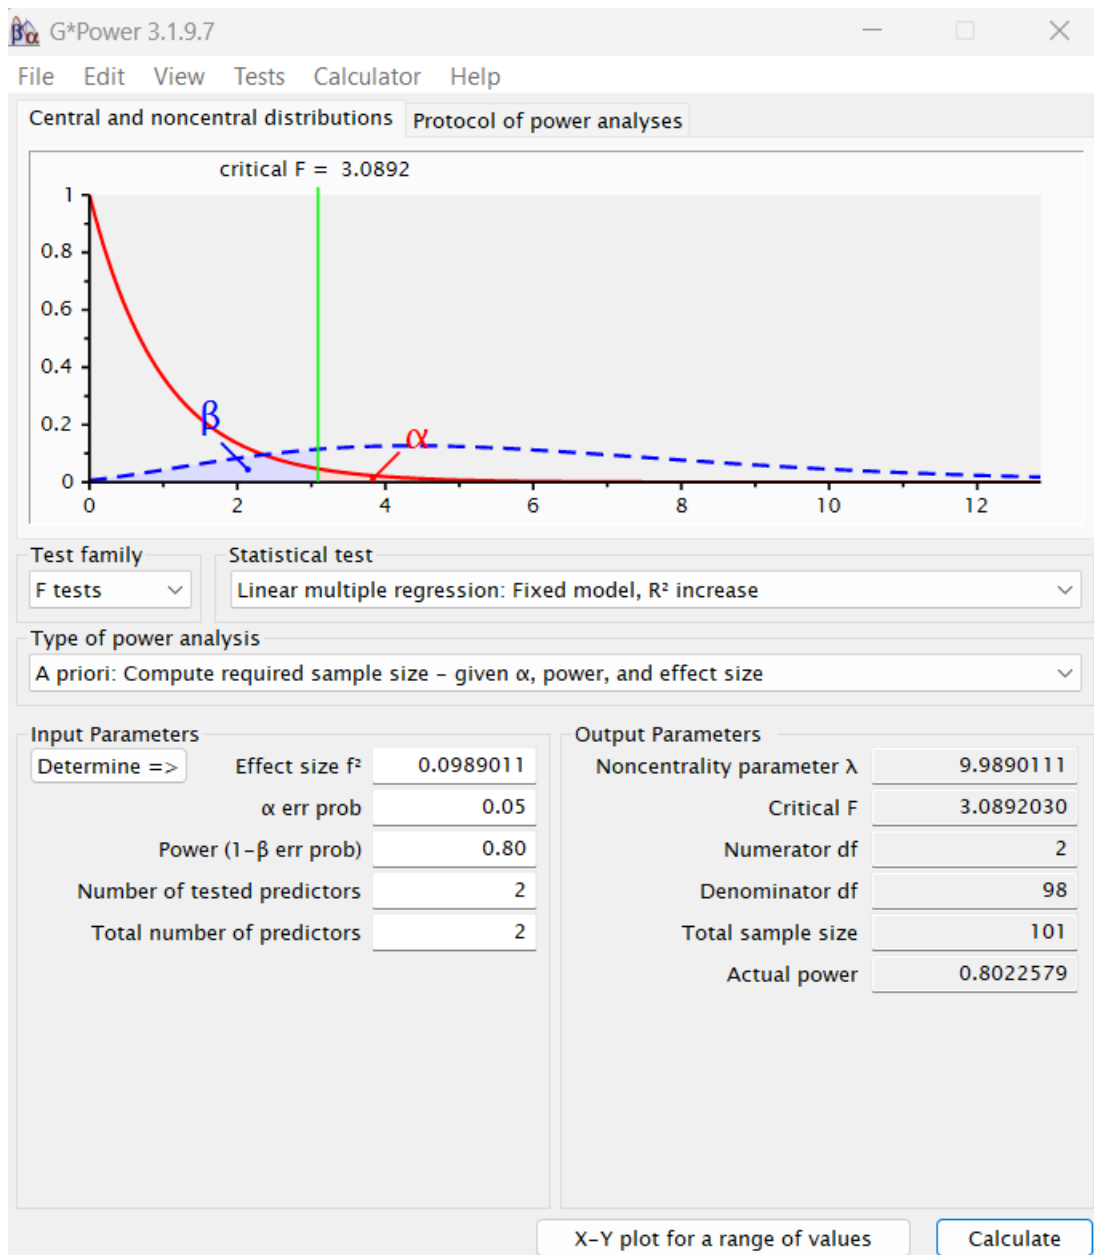 G*Power 3.1.9.7
File Edit View Tests Calculator Help
Central and noncentral distributions Protocol of power analyses
critical F = 3.0892
1
0.8
0.6
0.4
0.2
0
β
α
0 2 4 6 8 10 12
Test family Statistical test
F tests Linear multiple regression: Fixed model, R² increase
Type of power analysis
A priori: Compute required sample size – given α, power, and effect size
Input Parameters Output Parameters
Determine => Effect size f² 0.0989011 Noncentrality parameter λ 9.9890111
α err prob 0.05 Critical F 3.0892030
Power (1–β err prob) 0.80 Numerator df 2
Number of tested predictors 2 Denominator df 98
Total number of predictors 2 Total sample size 101
Actual power 0.8022579
X–Y plot for a range of values Calculate